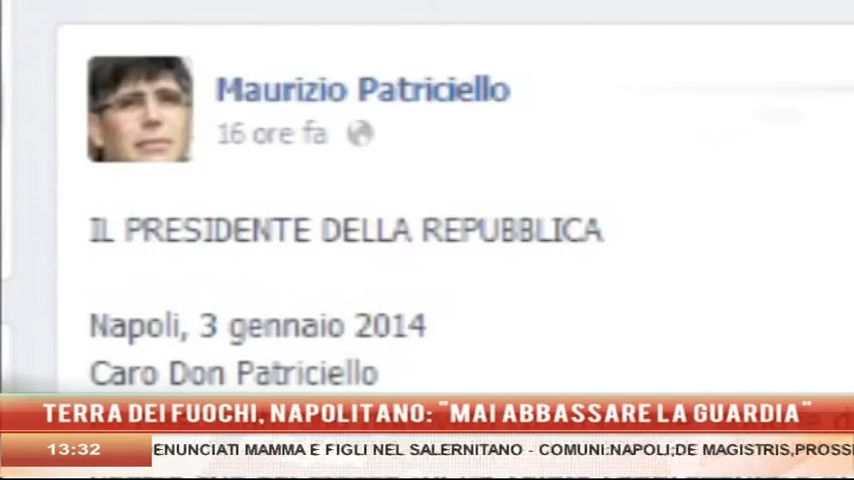 Maurizio Patriciello
16 ore fa
IL PRESIDENTE DELLA REPUBBLICA
Napoli, 3 gennaio 2014
Caro Don Patriciello
TERRA DEI FUOCHI, NAPOLITANO: "MAI ABBASSARE LA GUARDIA"
13:32
ENUNCIATI MAMMA E FIGLI NEL SALERNITANO - COMUNI:NAPOLI;DE MAGISTRIS,PROSSI